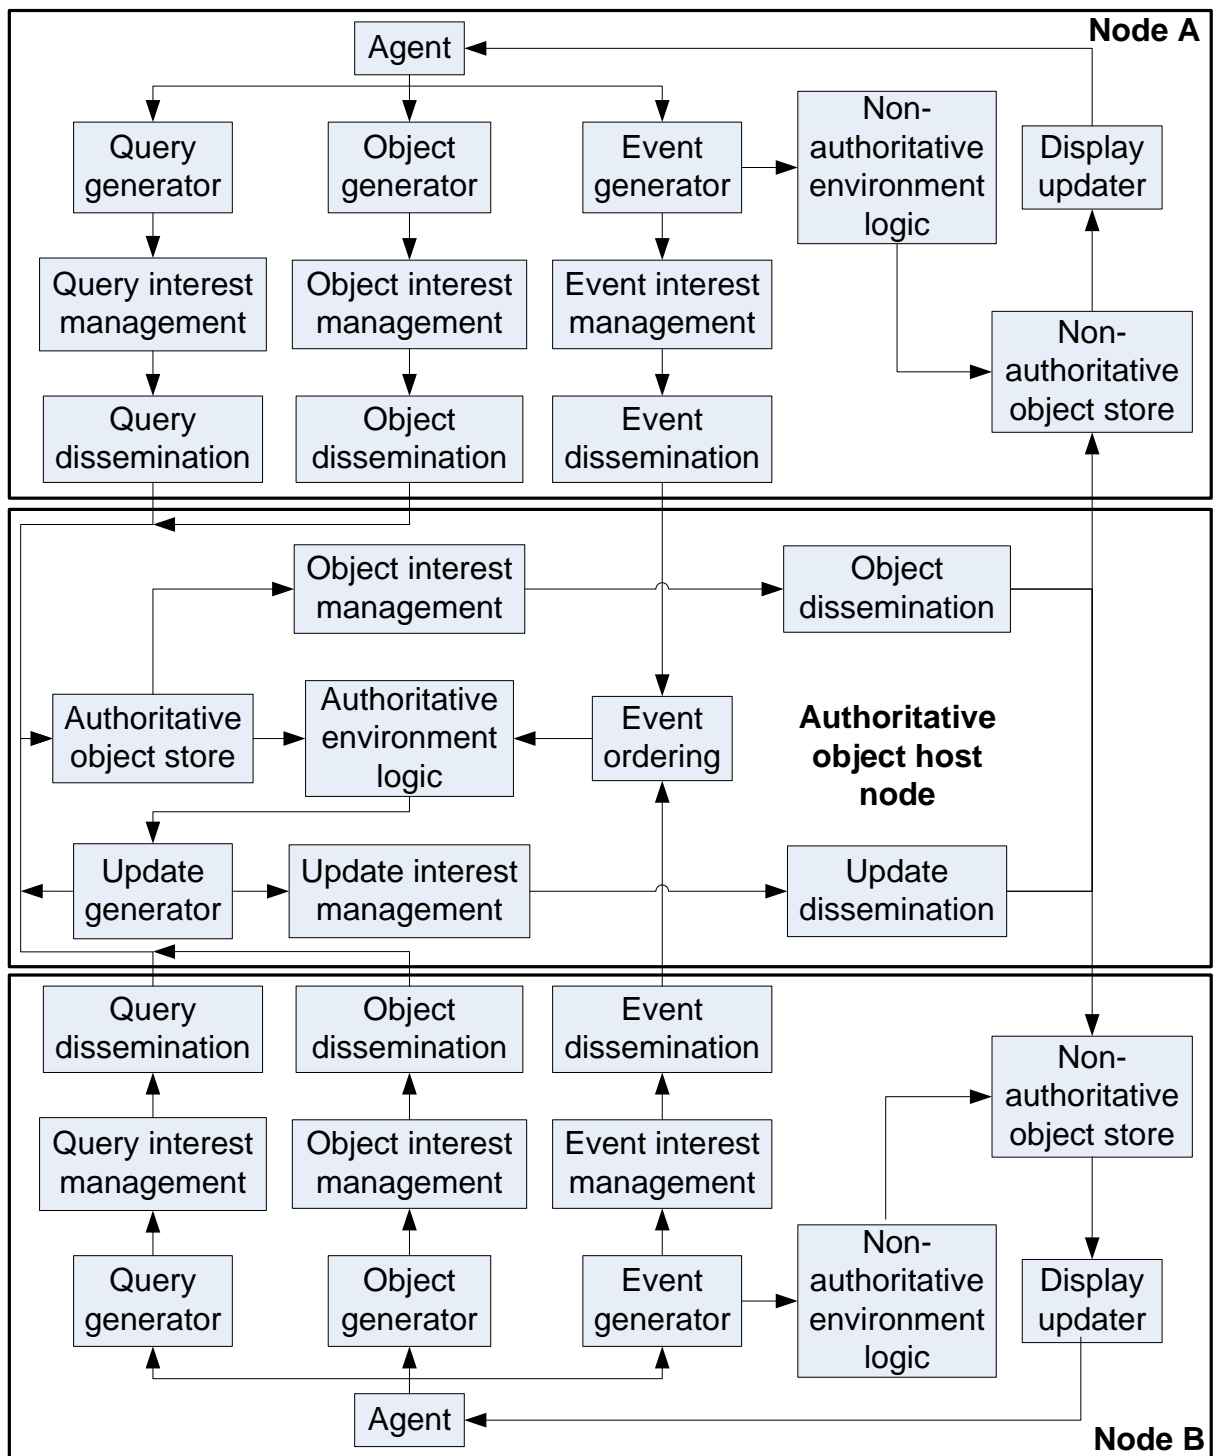 Node A
Agent
Query
generator
Object
generator
Event
generator
Non-
authoritative
environment
logic
Display
updater
Query interest
management
Object interest
management
Event interest
management
Non-
authoritative
object store
Query
dissemination
Object
dissemination
Event
dissemination
Object interest
management
Object
dissemination
Authoritative
object store
Authoritative
environment
logic
Event
ordering
Authoritative
object host
node
Update
generator
Update interest
management
Update
dissemination
Query
dissemination
Object
dissemination
Event
dissemination
Non-
authoritative
object store
Query interest
management
Object interest
management
Event interest
management
Query
generator
Object
generator
Event
generator
Non-
authoritative
environment
logic
Display
updater
Agent
Node B